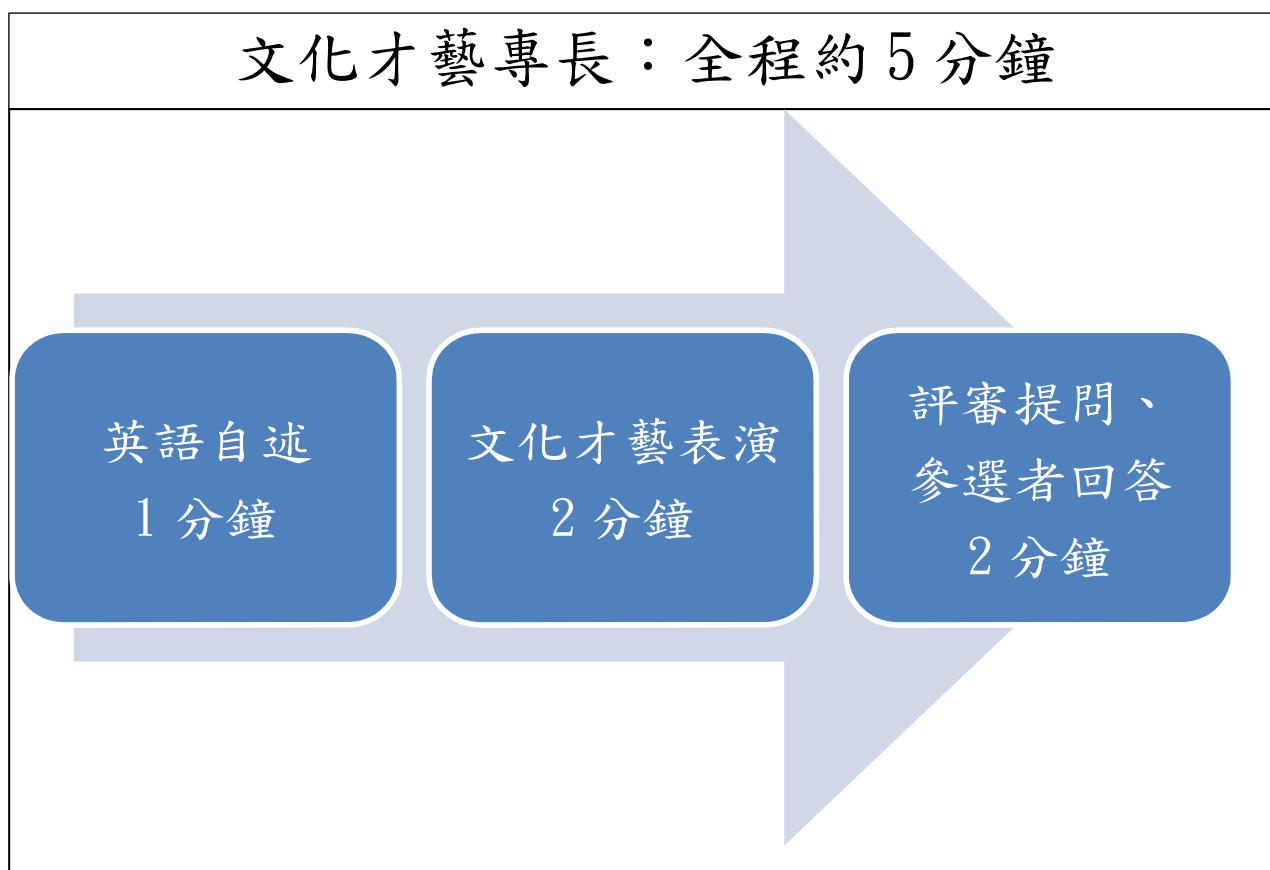 文化才藝專長：全程約5分鐘
英語自述
1分鐘
文化才藝表演
2分鐘
評審提問、
參選者回答
2分鐘